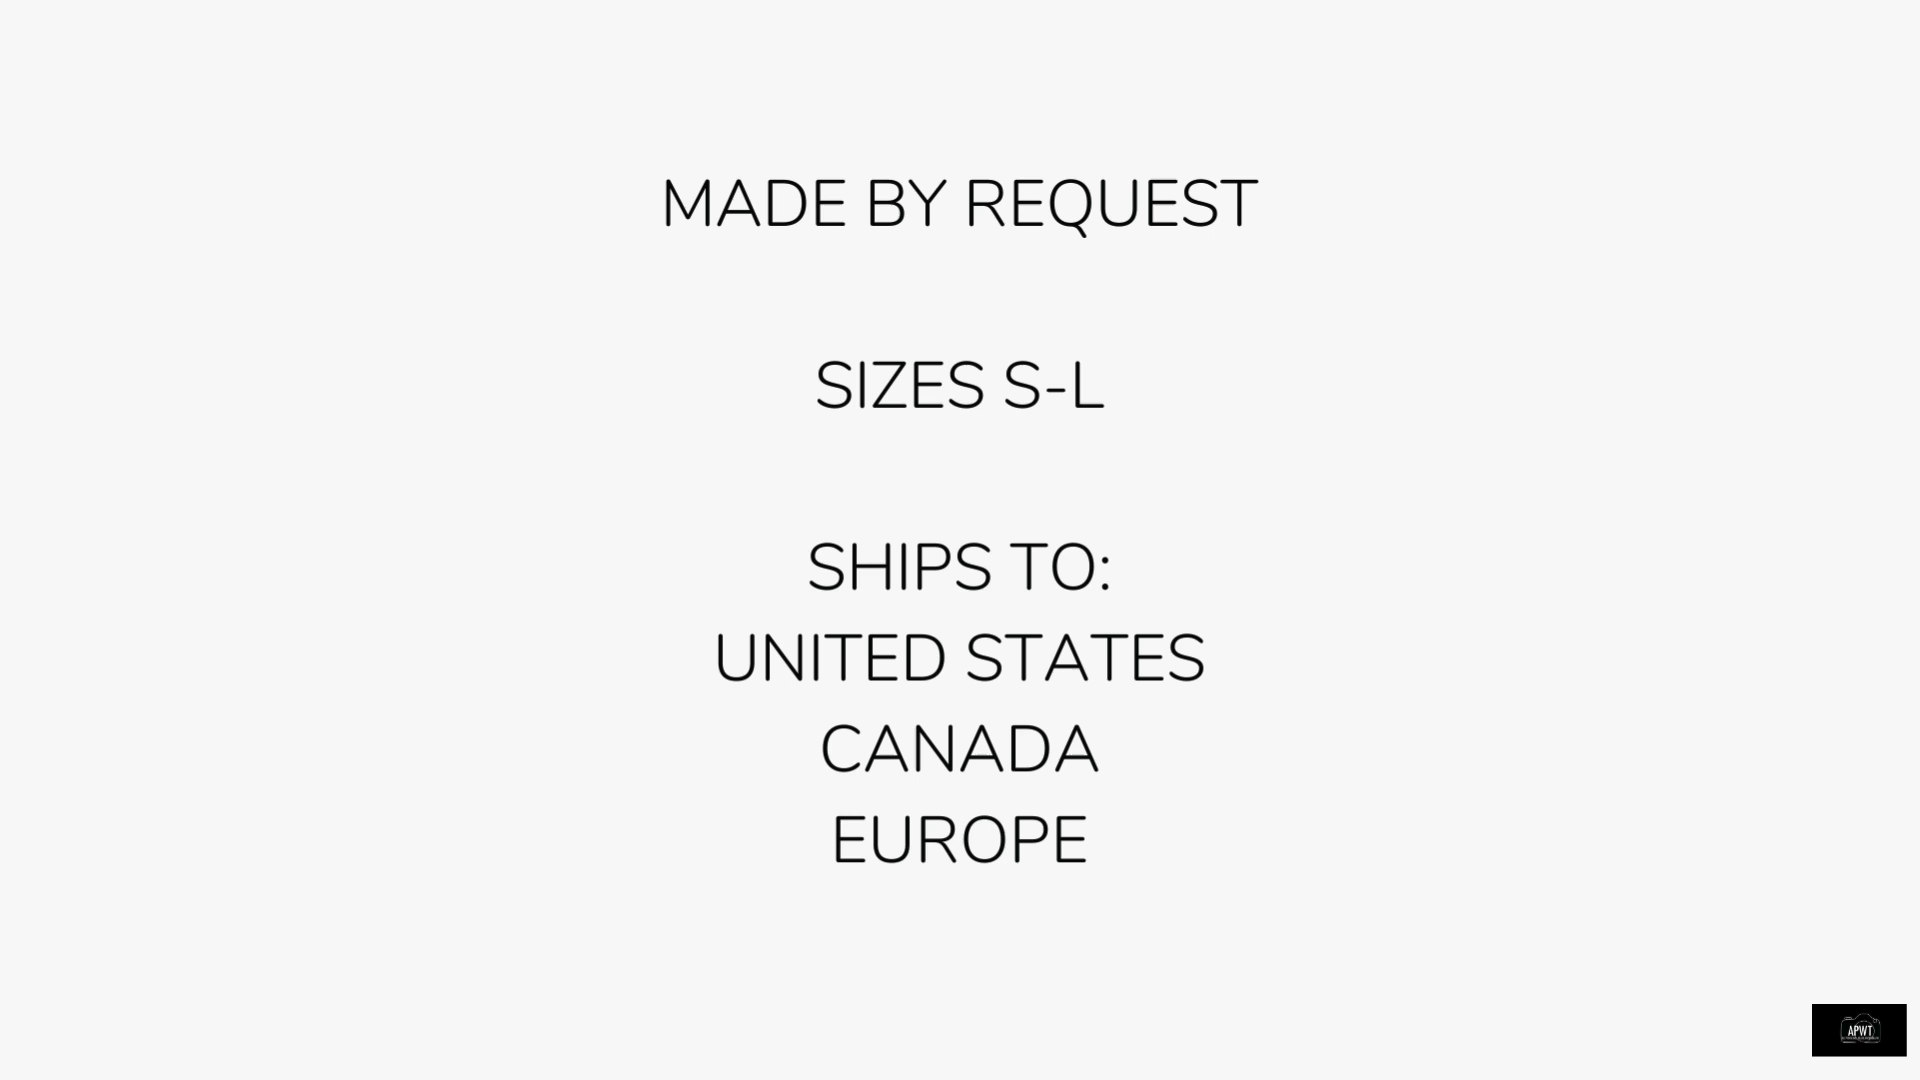 MADE BY REQUEST
SIZES S-L
SHIPS TO:
UNITED STATES
CANADA
EUROPE
APWT